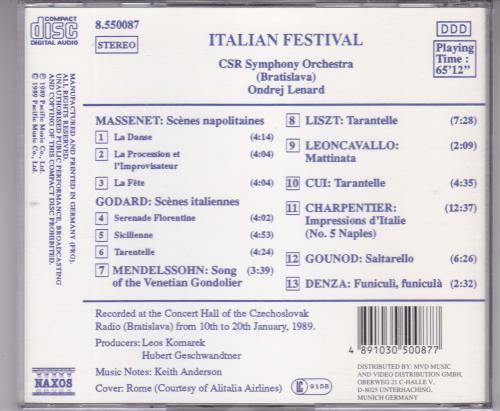 COMPACT
disc
DIGITAL AUDIO
8.550087
STEREO
ITALIAN FESTIVAL
CSR Symphony Orchestra
(Bratislava)
Ondrej Lenard
DDD
Playing
Time :
65'12"
MANUFACTURED AND PRINTED IN GERMANY (PRO).
ALL RIGHTS RESERVED.
UNAUTHORISED PUBLIC PERFORMANCE, BROADCASTING
AND COPYING OF THIS COMPACT DISC PROHIBITED.
℗ 1989 Pacific Music Co., Ltd.
© 1989 Pacific Music Co., Ltd.
MASSENET: Scènes napolitaines
1 La Danse (4:14)
2 La Procession et (4:04)
l'Improvisateur
3 La Fête (4:04)
GODARD: Scènes italiennes
4 Serenade Florentine (4:02)
5 Sicilienne (4:53)
6 Tarentelle (4:24)
7 MENDELSSOHN: Song (3:39)
of the Venetian Gondolier
8 LISZT: Tarantelle (7:28)
9 LEONCAVALLO: (2:09)
Mattinata
10 CUI: Tarantelle (4:35)
11 CHARPENTIER: (12:37)
Impressions d'Italie
(No. 5 Naples)
12 GOUNOD: Saltarello (6:26)
13 DENZA: Funiculì, funiculà (2:32)
Recorded at the Concert Hall of the Czechoslovak
Radio (Bratislava) from 10th to 20th January, 1989.
Producers: Leos Komarek
Hubert Geschwandtner
Music Notes: Keith Anderson
Cover: Rome (Courtesy of Alitalia Airlines)
NAXOS
LC 9158
4 891030 500877
DISTRIBUTED BY: MVD MUSIC
AND VIDEO DISTRIBUTION GMBH,
OBERWEG 21 C-HALLE V,
D-8025 UNTERHACHING,
MUNICH GERMANY